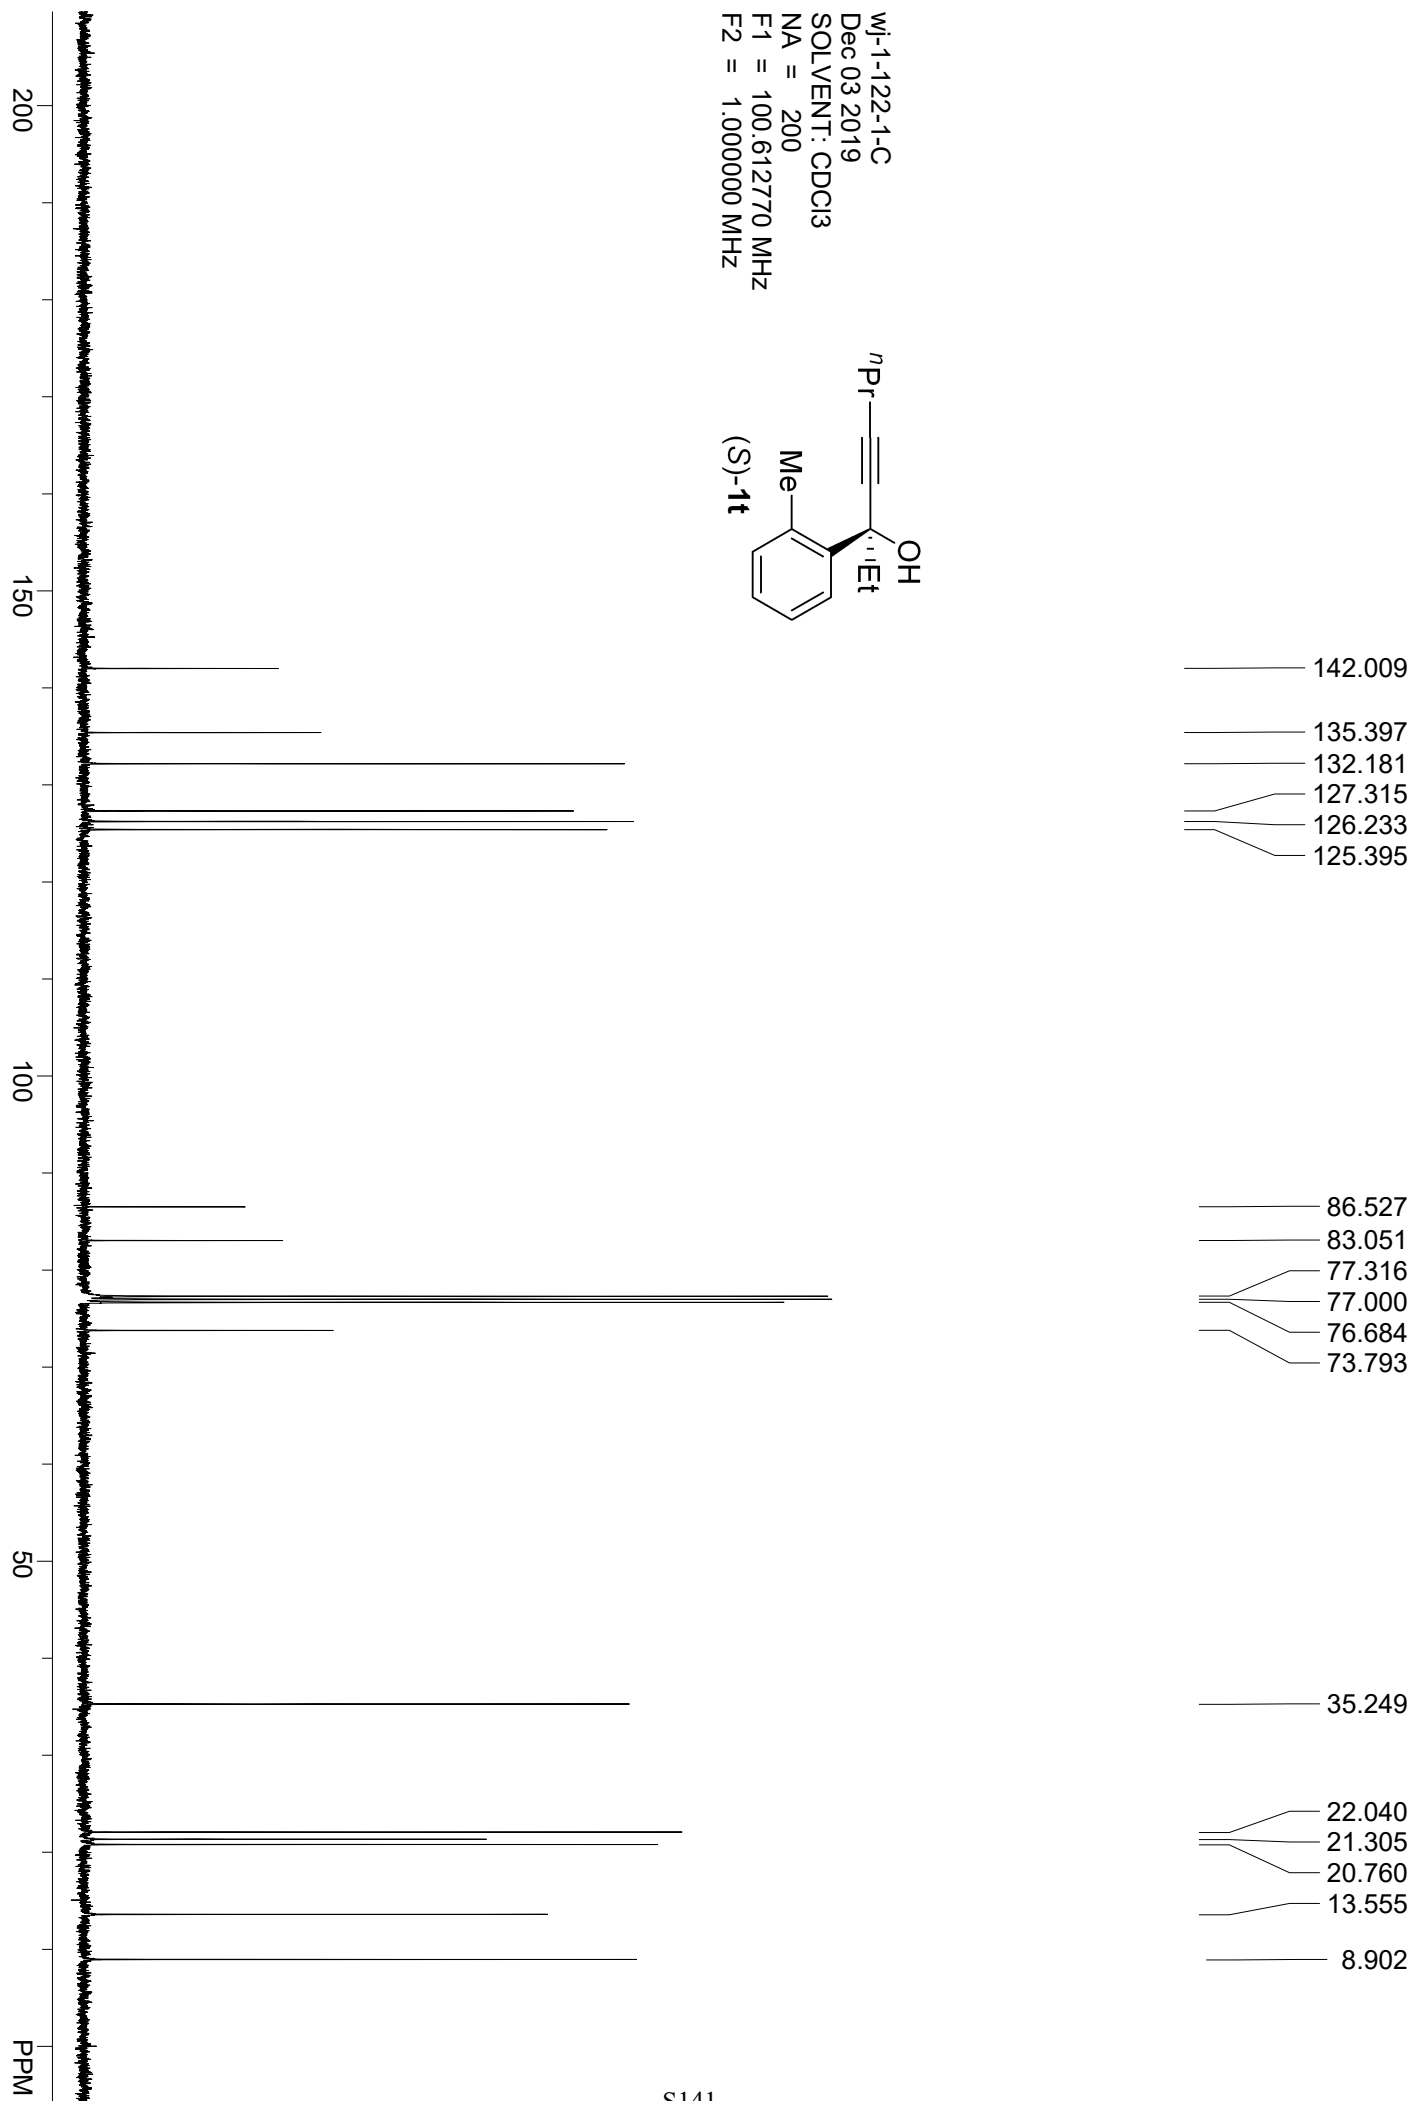 wj-1-122-1-C
Dec 03 2019
SOLVENT: CDCl3
NA = 200
F1 = 100.612770 MHz
F2 = 1.000000 MHz
nPr
OH
Et
Me
(S)-1t
142.009
135.397
132.181
127.315
126.233
125.395
86.527
83.051
77.316
77.000
76.684
73.793
35.249
22.040
21.305
20.760
13.555
8.902
200
150
100
50
PPM
S141